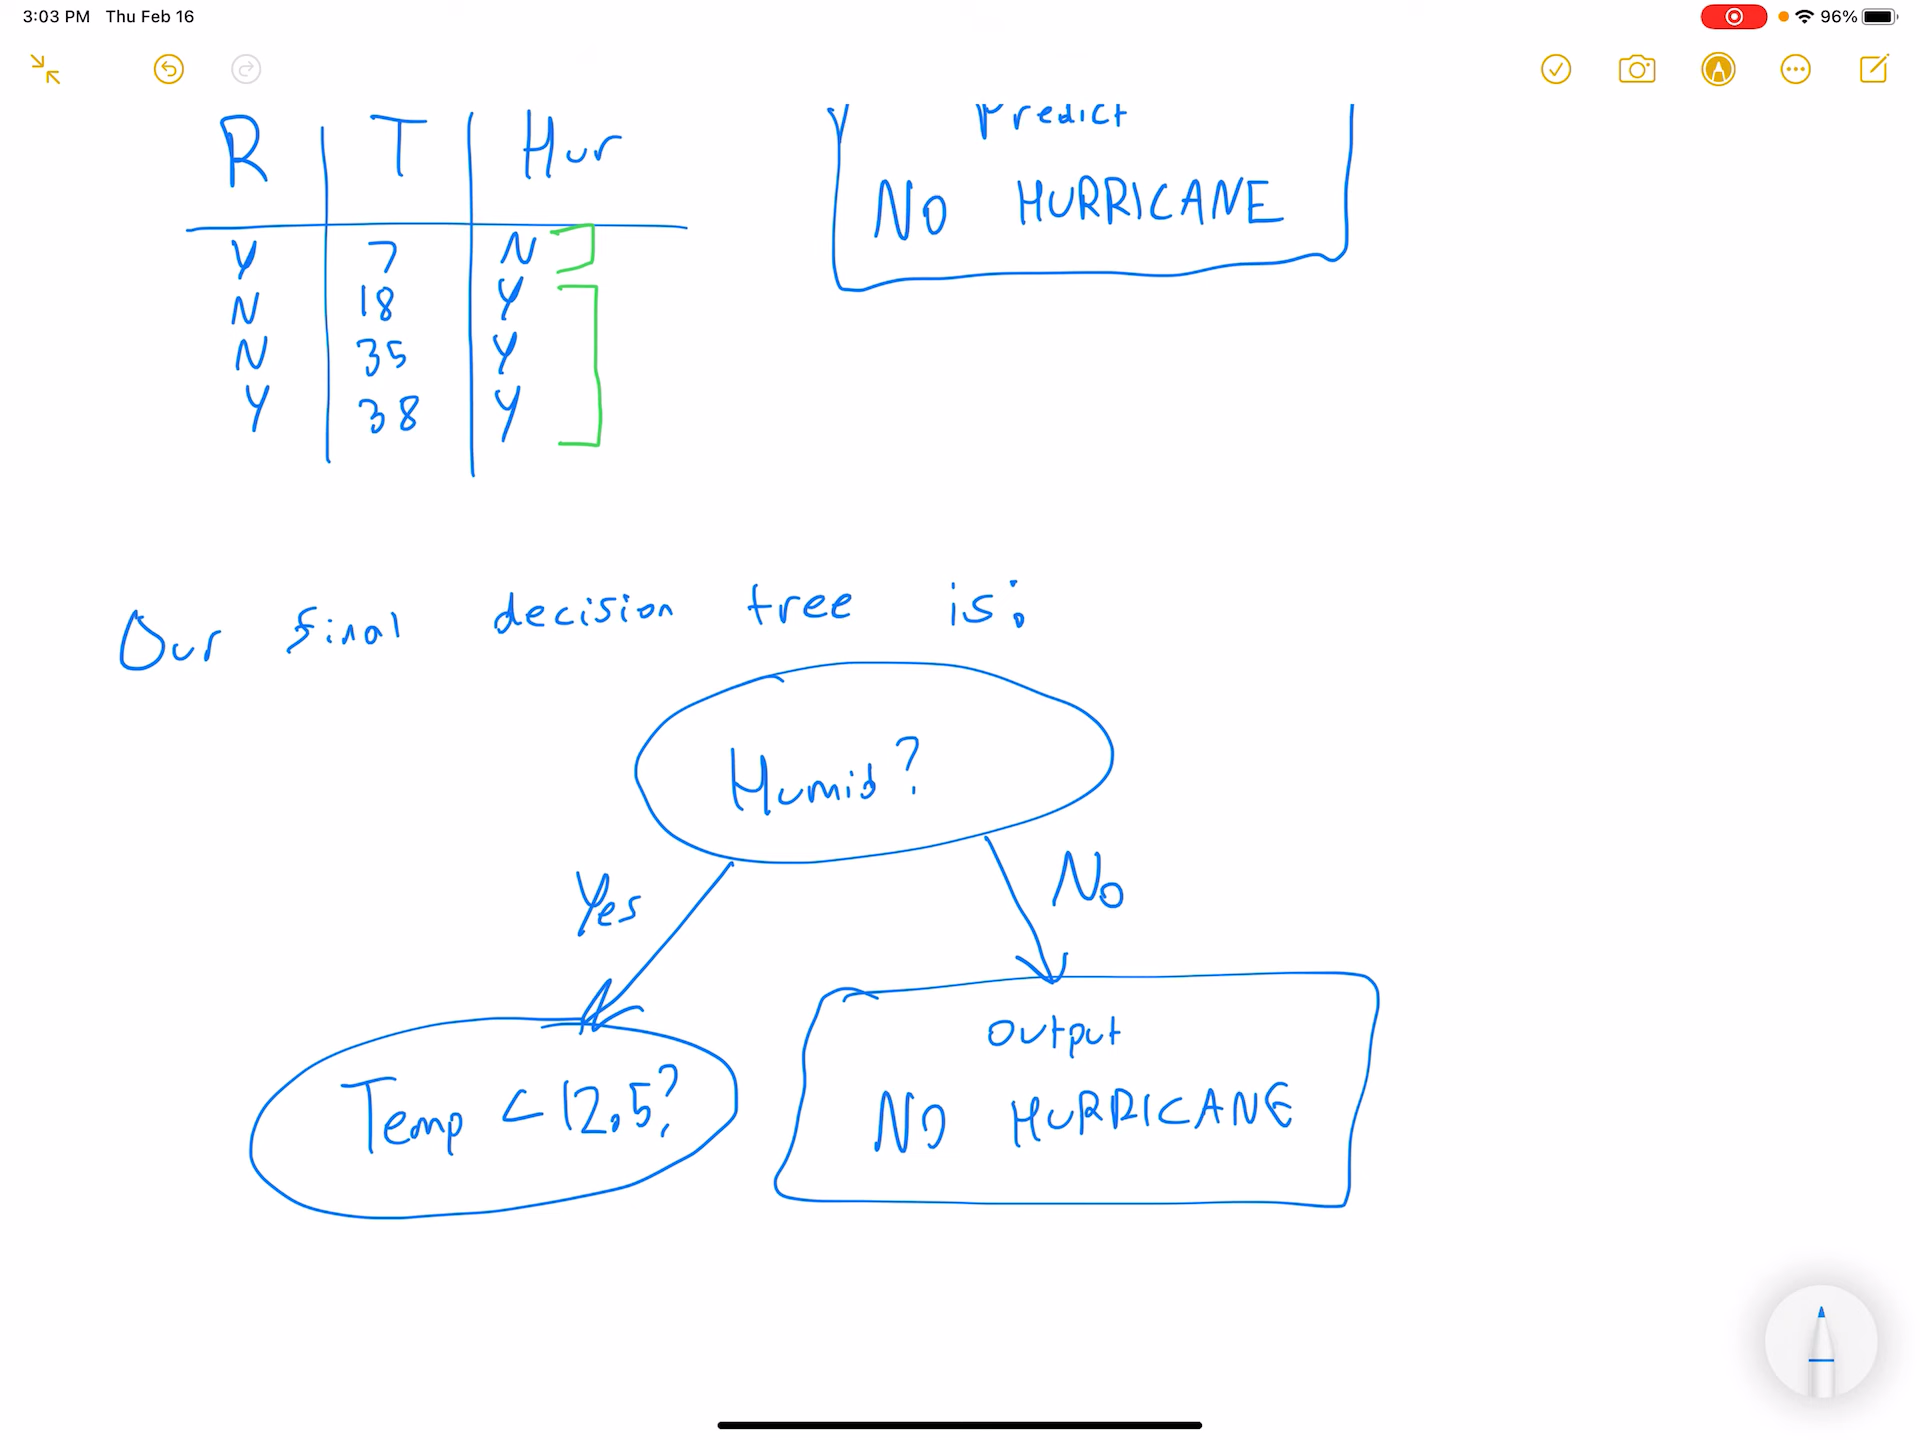 3:03 PM Thu Feb 16
96%
R T Hur
Y 7 N
N 18 Y
N 35 Y
Y 38 Y
Predict
NO HURRICANE
Our final decision tree is:
Humid?
Yes
No
Temp < 12.5?
Output
NO HURRICANE